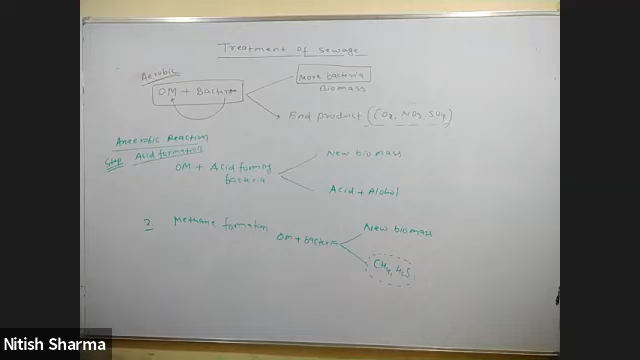 Treatment of sewage
Aerobic
OM + Bacteria
More bacteria
Biomass
End product (CO2, NO3, SO4)
Anaerobic Reaction
Step Acid formation
OM + Acid forming
bacteria
New biomass
Acid + Alohol
2 Methane formation
OM + bacteria
New biomass
CH4, H2S
Nitish Sharma